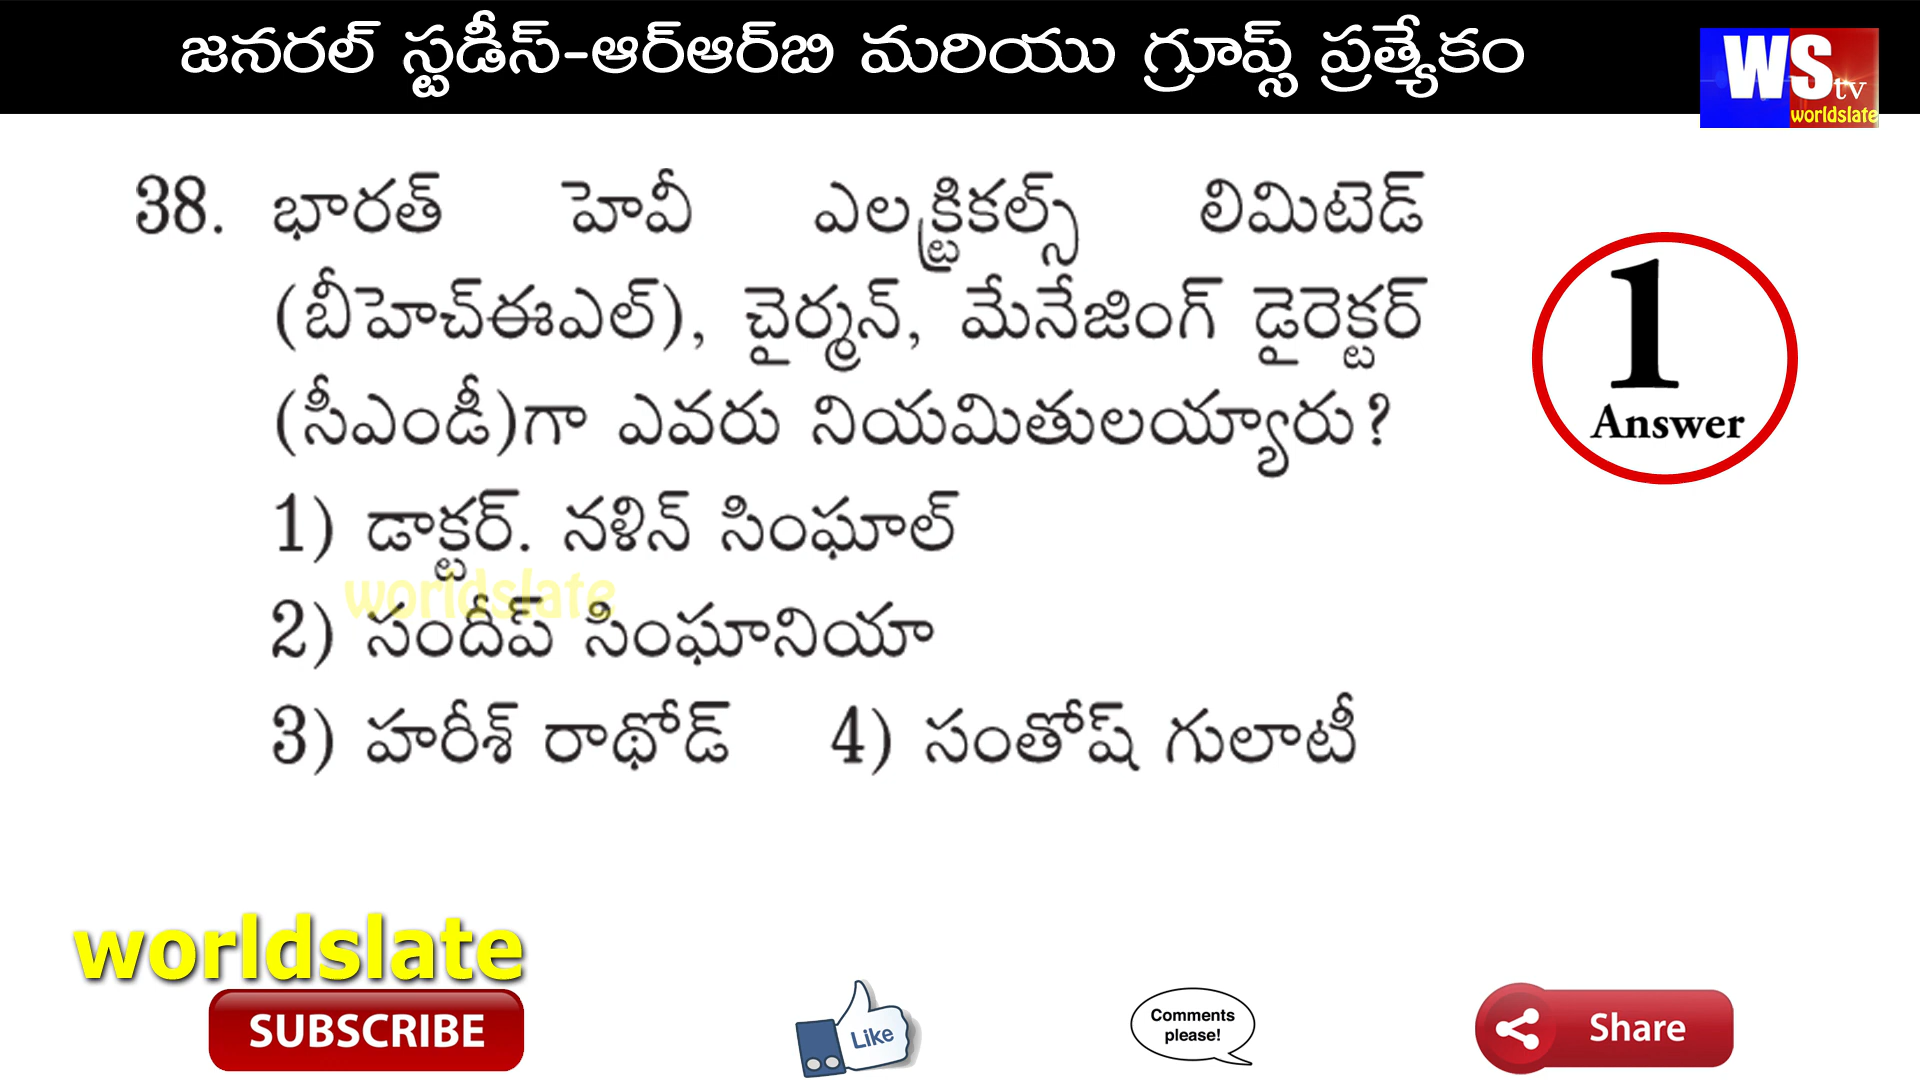 జనరల్ స్టడీస్-ఆర్ఆర్బి మరియు గ్రూప్స్ ప్రత్యేకం
WS tv
worldslate
38. భారత్ హెవీ ఎలక్ట్రికల్స్ లిమిటెడ్
(బీహెచ్ఈఎల్), చైర్మన్, మేనేజింగ్ డైరెక్టర్
(సీఎండీ)గా ఎవరు నియమితులయ్యారు?
1
Answer
1) డాక్టర్. నళిన్ సింఘాల్
worldslate
2) సందీప్ సింఘానియా
3) హరీశ్ రాథోడ్ 4) సంతోష్ గులాటీ
worldslate
SUBSCRIBE
Like
Comments
please!
Share